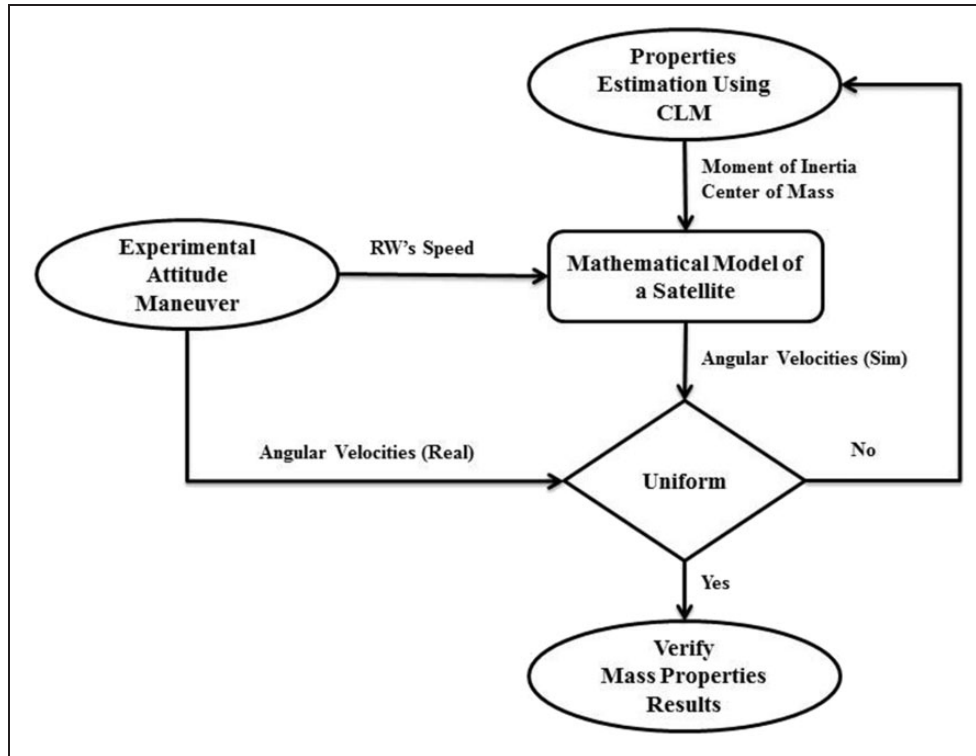 Properties
Estimation Using
CLM
Moment of Inertia
Center of Mass
Experimental
Attitude
Maneuver
RW's Speed
Mathematical Model of
a Satellite
Angular Velocities (Sim)
Angular Velocities (Real)
Uniform
No
Yes
Verify
Mass Properties
Results